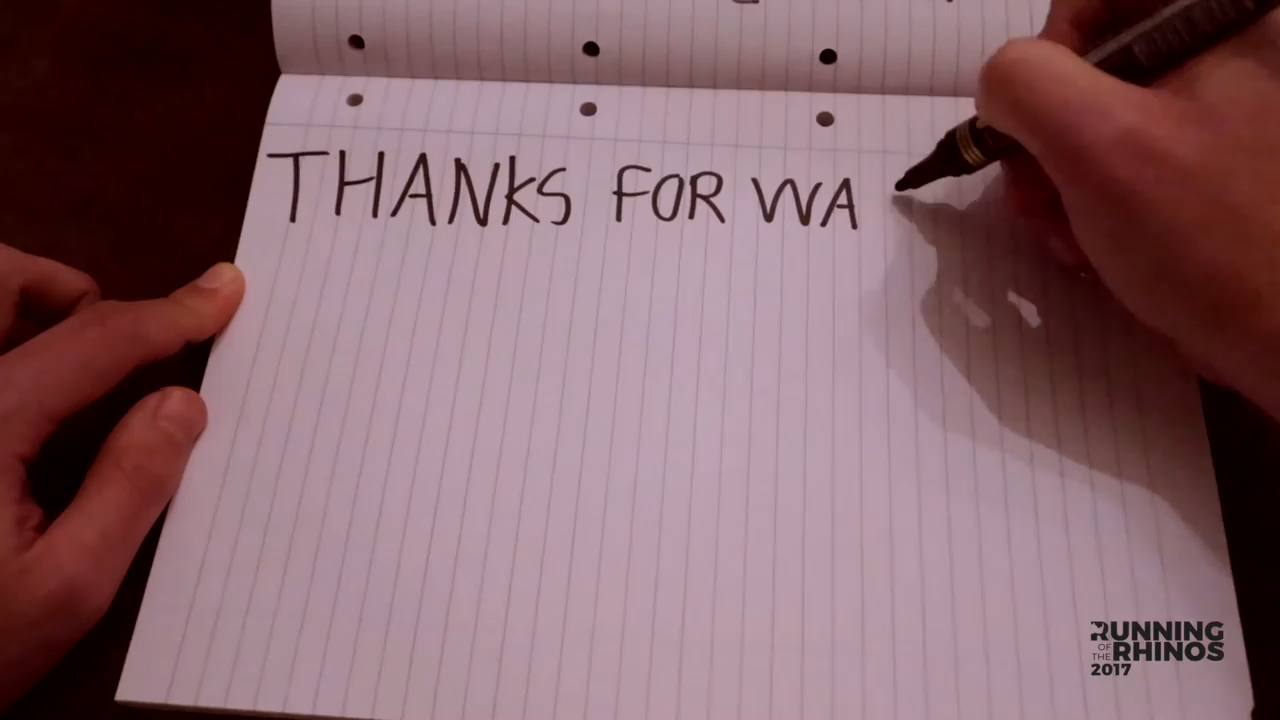 THANKS FOR WA
RUNNING
OF THE RHINOS
2017